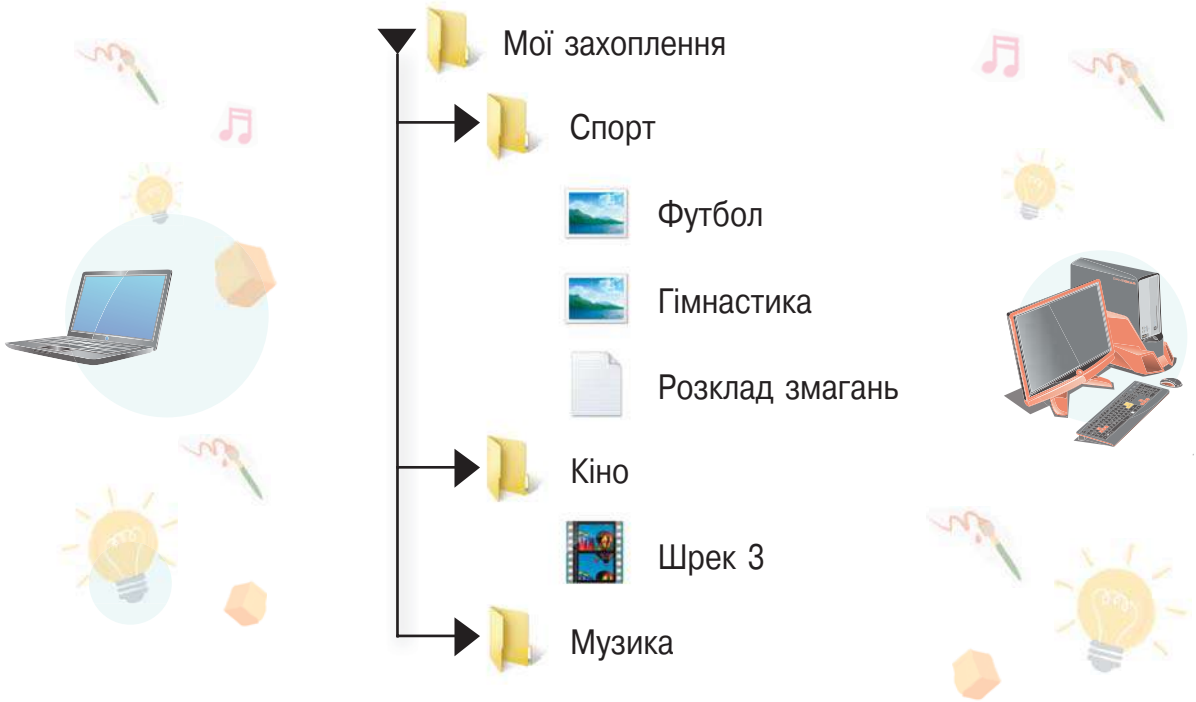 Мої захоплення
Спорт
Футбол
Гімнастика
Розклад змагань
Кіно
Шрек 3
Музика